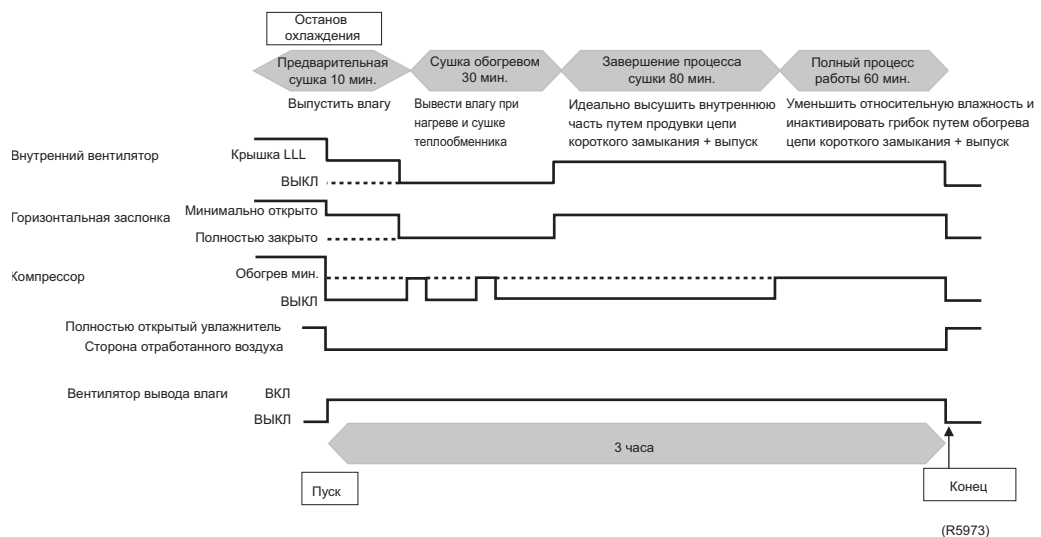 Останов
охлаждения
Предварительная
сушка 10 мин.
Сушка обогревом
30 мин.
Завершение процесса
сушки 80 мин.
Полный процесс
работы 60 мин.
Выпустить влагу
Вывести влагу при
нагреве и сушке
теплообменника
Идеально высушить внутреннюю
часть путем продувки цепи
короткого замыкания + выпуск
Уменьшить относительную влажность и
инактивировать грибок путем обогрева
цепи короткого замыкания + выпуск
Внутренний вентилятор
Крышка LLL
ВЫКЛ
Горизонтальная заслонка
Минимально открыто
Полностью закрыто
Компрессор
Обогрев мин.
ВЫКЛ
Полностью открытый увлажнитель
Сторона отработанного воздуха
Вентилятор вывода влаги
ВКЛ
ВЫКЛ
3 часа
Пуск
Конец
(R5973)